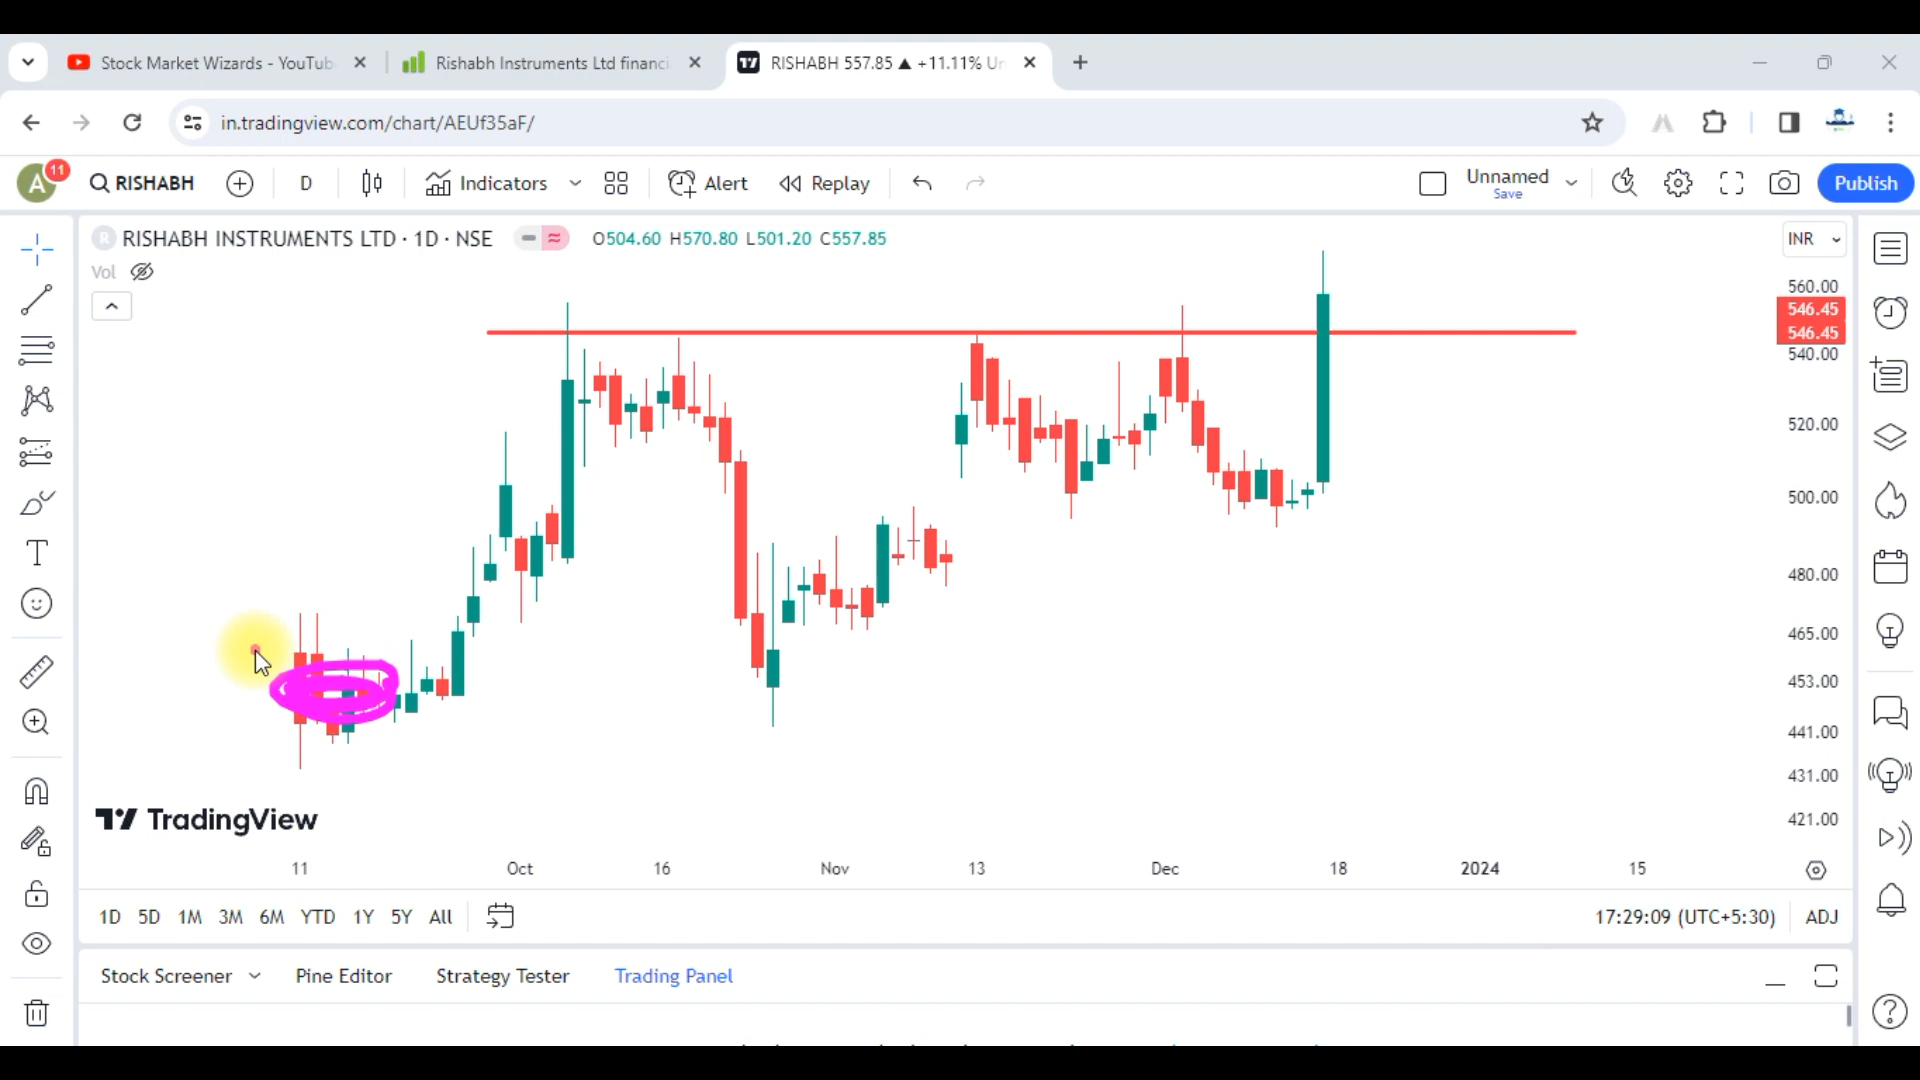 Stock Market Wizards - YouTub
Rishabh Instruments Ltd financi
RISHABH 557.85 ▲ +11.11% Un
in.tradingview.com/chart/AEUf35aF/
A
11
RISHABH
D
Indicators
Alert
Replay
Unnamed
Save
Publish
R RISHABH INSTRUMENTS LTD · 1D · NSE
O504.60 H570.80 L501.20 C557.85
INR
Vol
560.00
546.45
546.45
540.00
520.00
500.00
480.00
465.00
453.00
441.00
431.00
421.00
TradingView
11 Oct 16 Nov 13 Dec 18 2024 15
1D 5D 1M 3M 6M YTD 1Y 5Y All
17:29:09 (UTC+5:30) ADJ
Stock Screener Pine Editor Strategy Tester Trading Panel